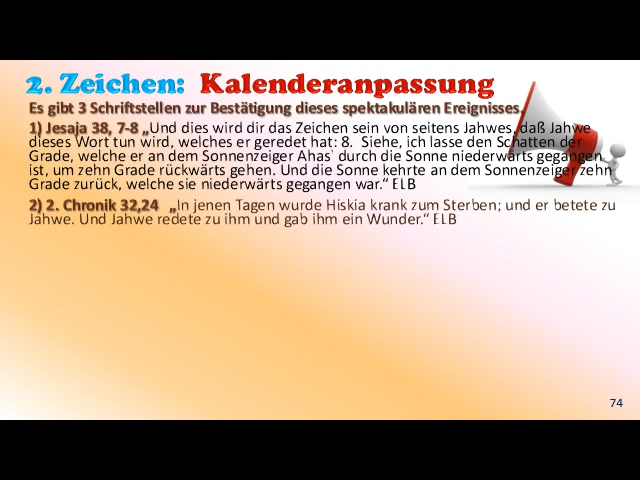 2. Zeichen: Kalenderanpassung
Es gibt 3 Schriftstellen zur Bestätigung dieses spektakulären Ereignisses.
1) Jesaja 38, 7-8 „Und dies wird dir das Zeichen sein von seitens Jahwes, daß Jahwe
dieses Wort tun wird, welches er geredet hat: 8. Siehe, ich lasse den Schatten der
Grade, welche er an dem Sonnenzeiger Ahas` durch die Sonne niederwärts gegangen
ist, um zehn Grade rückwärts gehen. Und die Sonne kehrte an dem Sonnenzeiger zehn
Grade zurück, welche sie niederwärts gegangen war.“ ELB
2) 2. Chronik 32,24 „In jenen Tagen wurde Hiskia krank zum Sterben; und er betete zu
Jahwe. Und Jahwe redete zu ihm und gab ihm ein Wunder.“ ELB
74